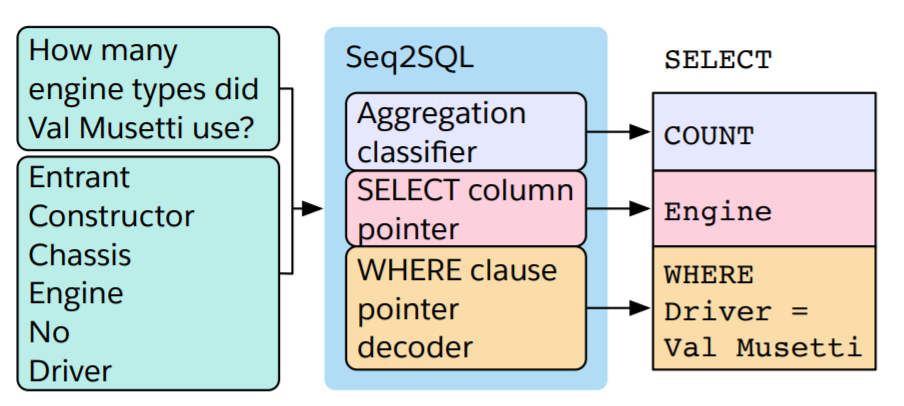 How many
engine types did
Val Musetti use?
Entrant
Constructor
Chassis
Engine
No
Driver
Seq2SQL
Aggregation
classifier
SELECT column
pointer
WHERE clause
pointer
decoder
SELECT
COUNT
Engine
WHERE
Driver =
Val Musetti